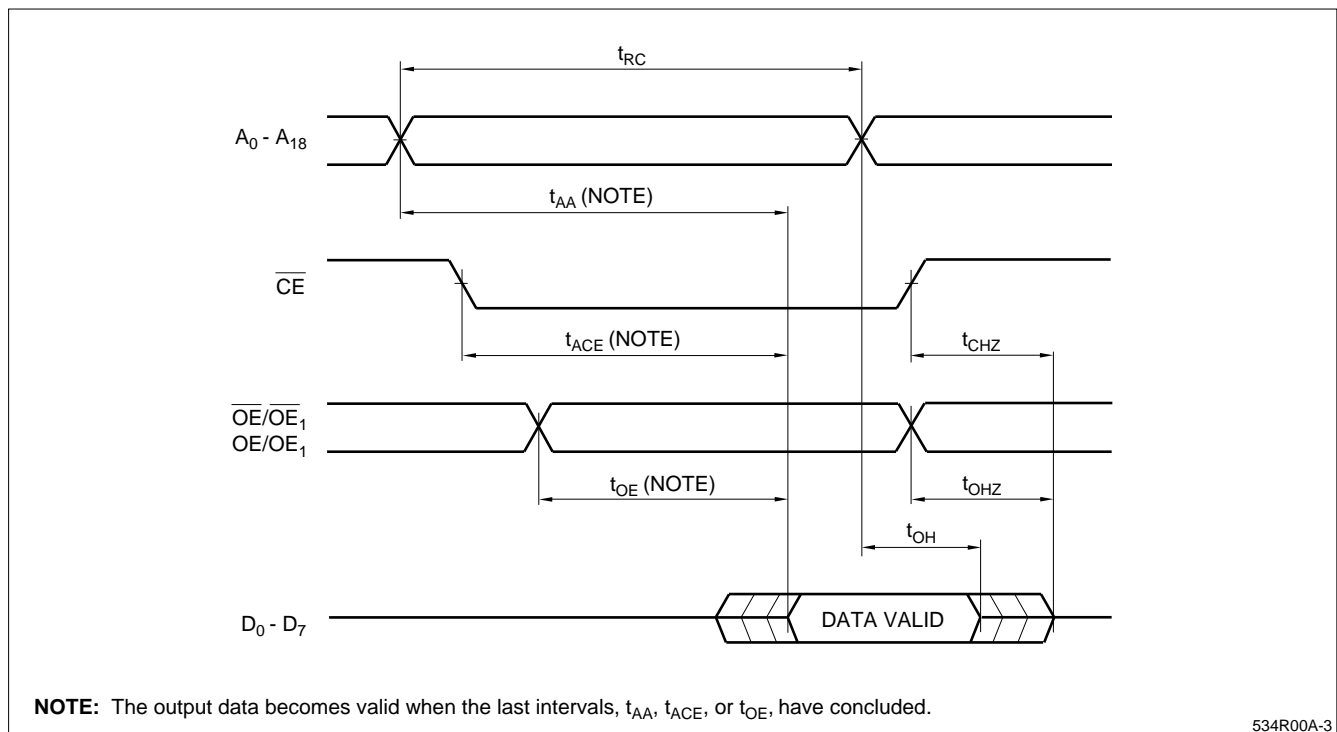 tRC
A0 - A18
tAA (NOTE)
CE
tACE (NOTE)
tCHZ
OE/OE1
OE/OE1
tOE (NOTE)
tOHZ
tOH
D0 - D7
DATA VALID
NOTE: The output data becomes valid when the last intervals, tAA, tACE, or tOE, have concluded.
534R00A-3